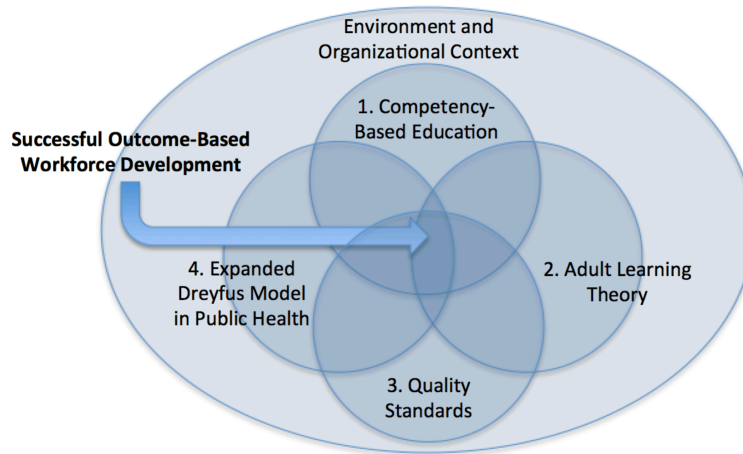 Environment and
Organizational Context
1. Competency-
Based Education
Successful Outcome-Based
Workforce Development
4. Expanded
Dreyfus Model
in Public Health
2. Adult Learning
Theory
3. Quality
Standards